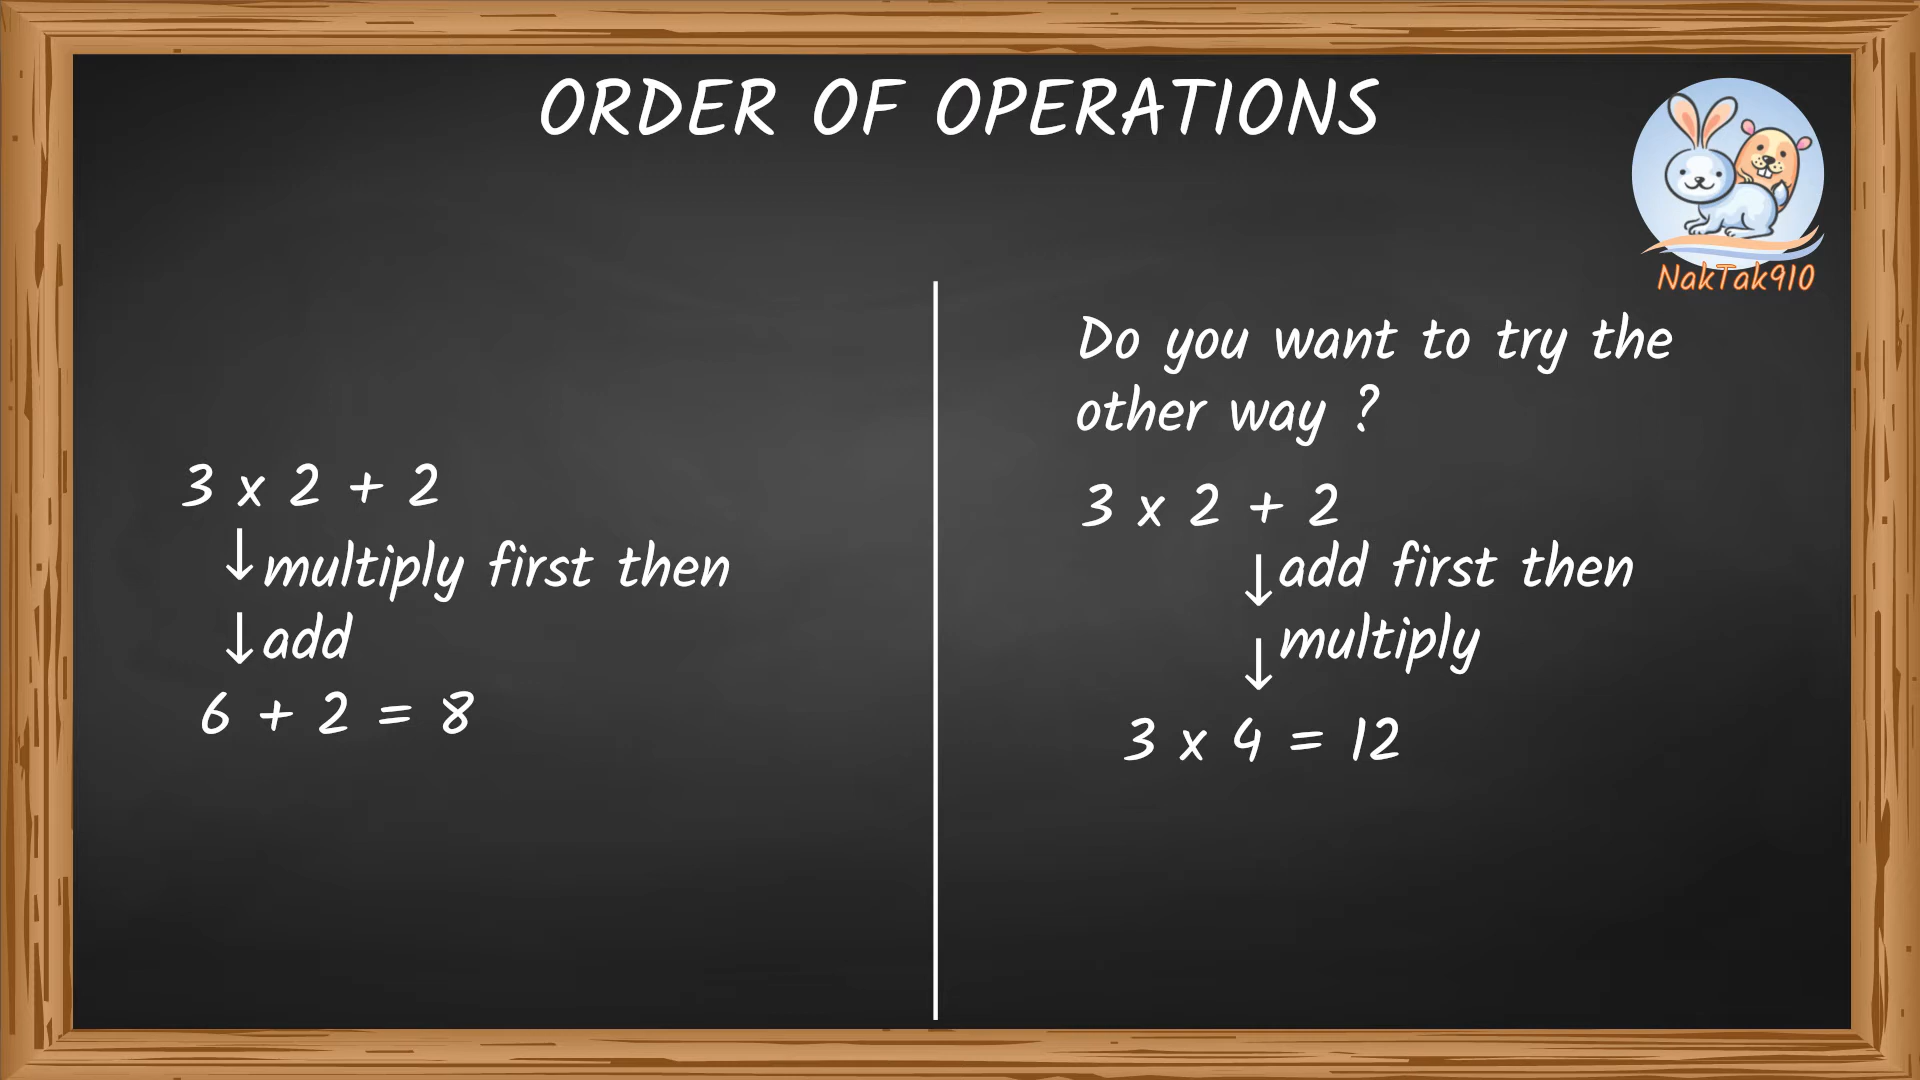 ORDER OF OPERATIONS
NakTak910
3 x 2 + 2
↓ multiply first then
↓ add
6 + 2 = 8
Do you want to try the
other way ?
3 x 2 + 2
↓ add first then
↓ multiply
3 x 4 = 12